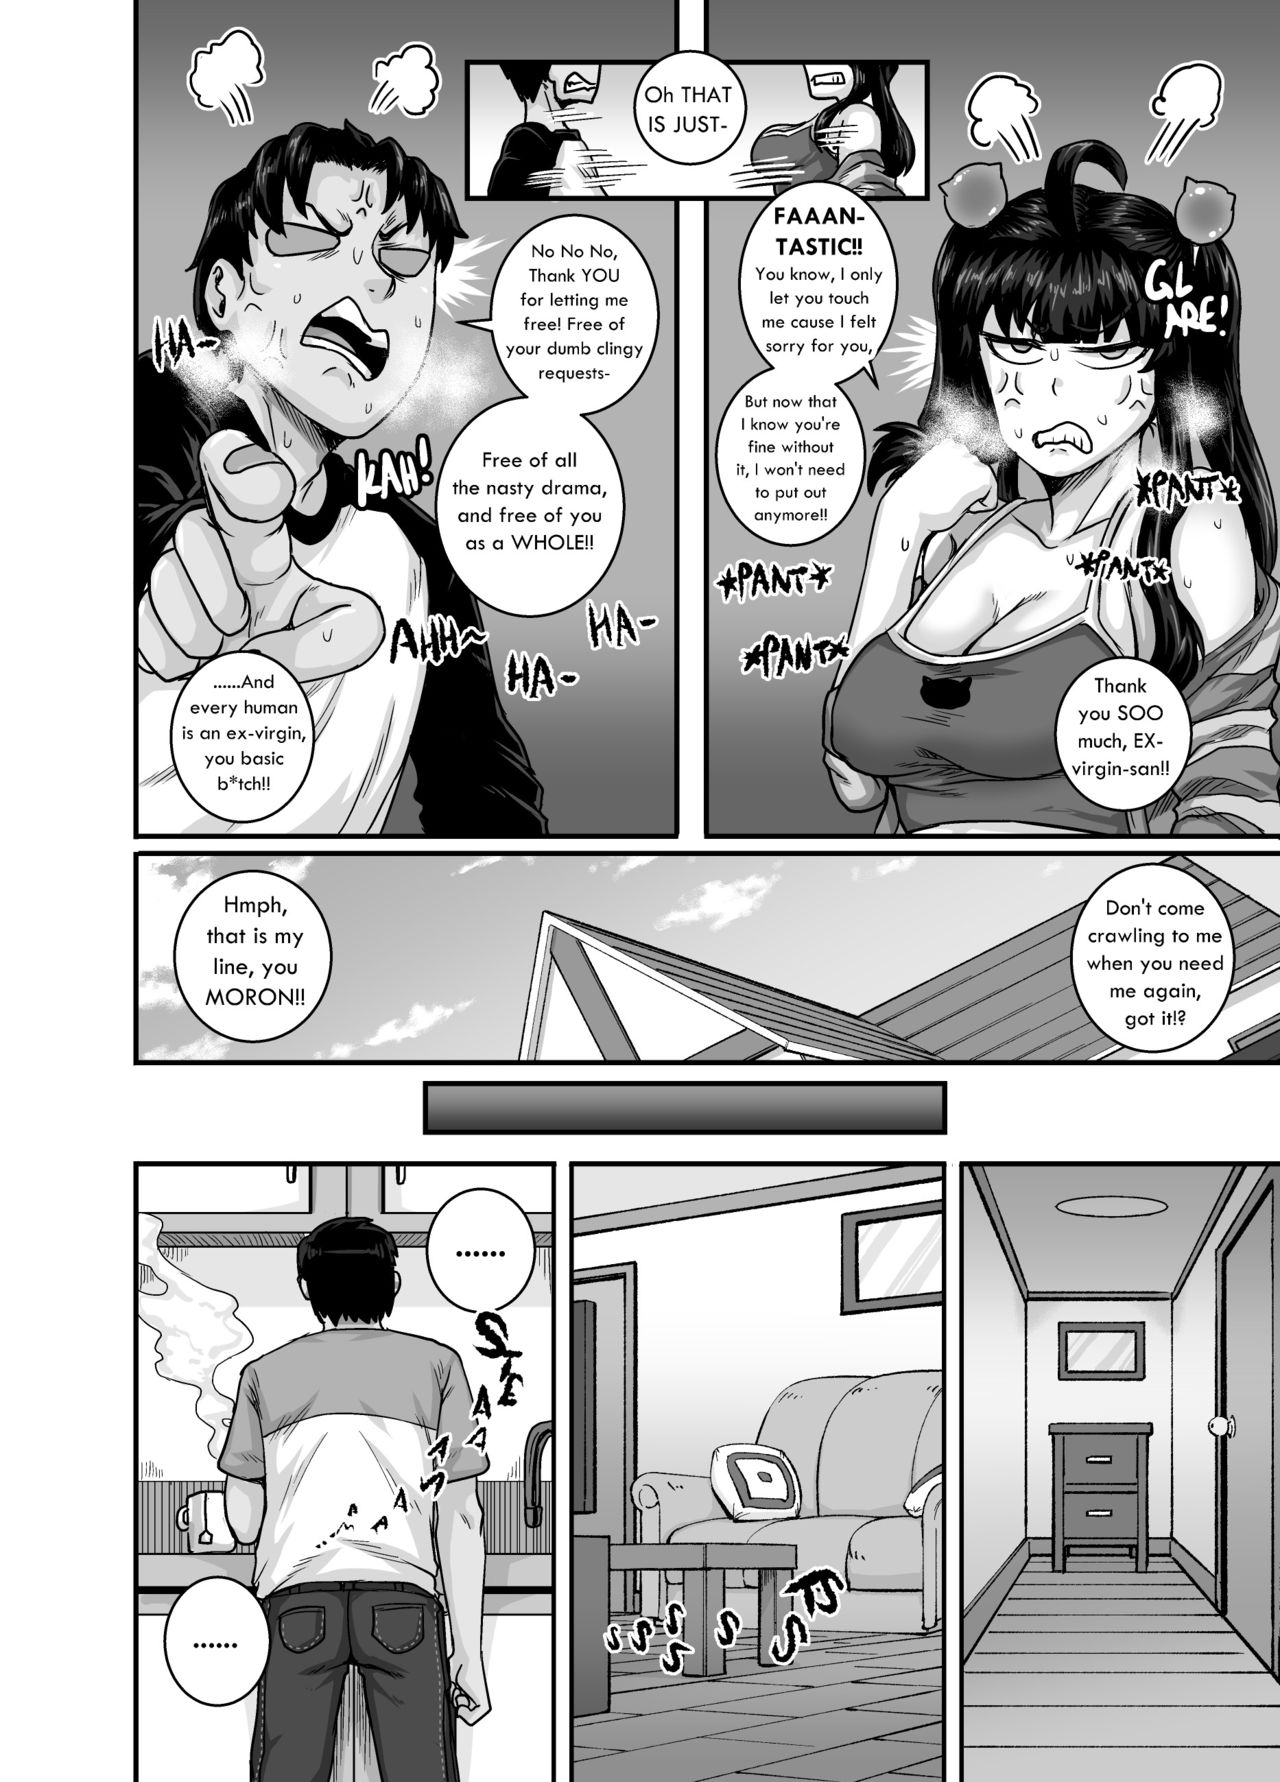 Oh THAT
IS JUST-
FAAAN-
TASTIC!!
You know, I only
let you touch
me cause I felt
sorry for you,
But now that
I know you're
fine without
it, I won't need
to put out
anymore!!
GL
ARE!
*PANT*
*PANT*
*PANT*
*PANT*
Thank
you SOO
much, EX-
virgin-san!!
No No No,
Thank YOU
for letting me
free! Free of
your dumb clingy
requests-
Free of all
the nasty drama,
and free of you
as a WHOLE!!
HA-
KAH!
AHH~
HA-
HA-
......And
every human
is an ex-virgin,
you basic
b*tch!!
Don't come
crawling to me
when you need
me again,
got it!?
Hmph,
that is my
line, you
MORON!!
TSSSSSSS
......
STEAAAAAAAM
......